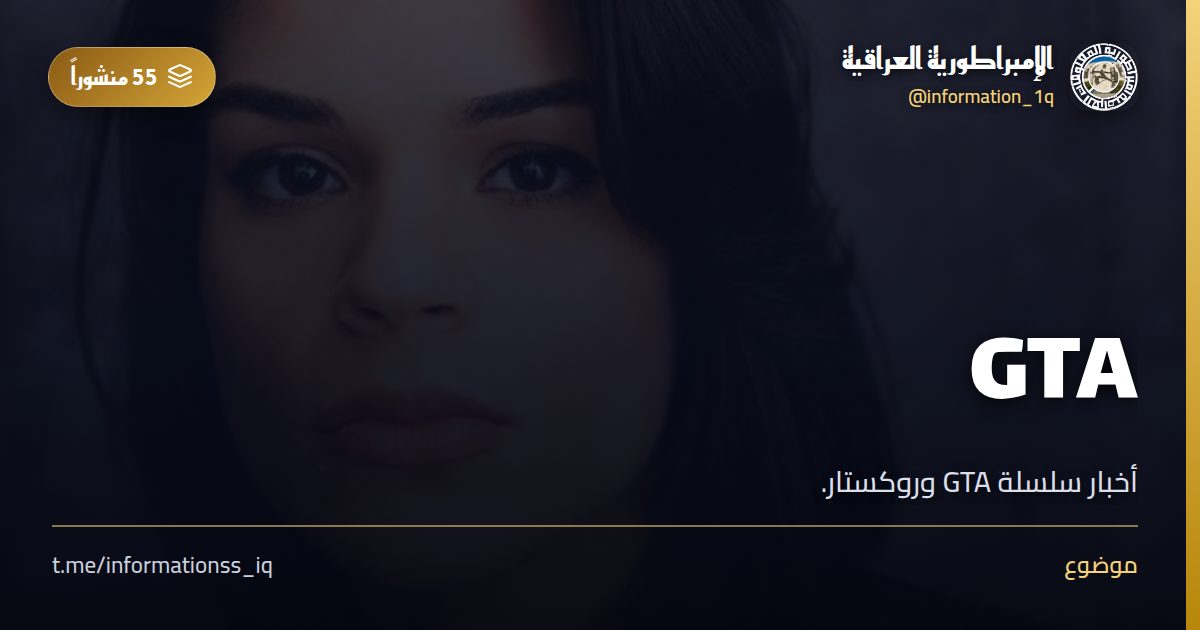 الإمبراطورية العراقية
@information_1q
55 منشوراً
GTA
أخبار سلسلة GTA وروكستار.
موضوع
t.me/informationss_iq